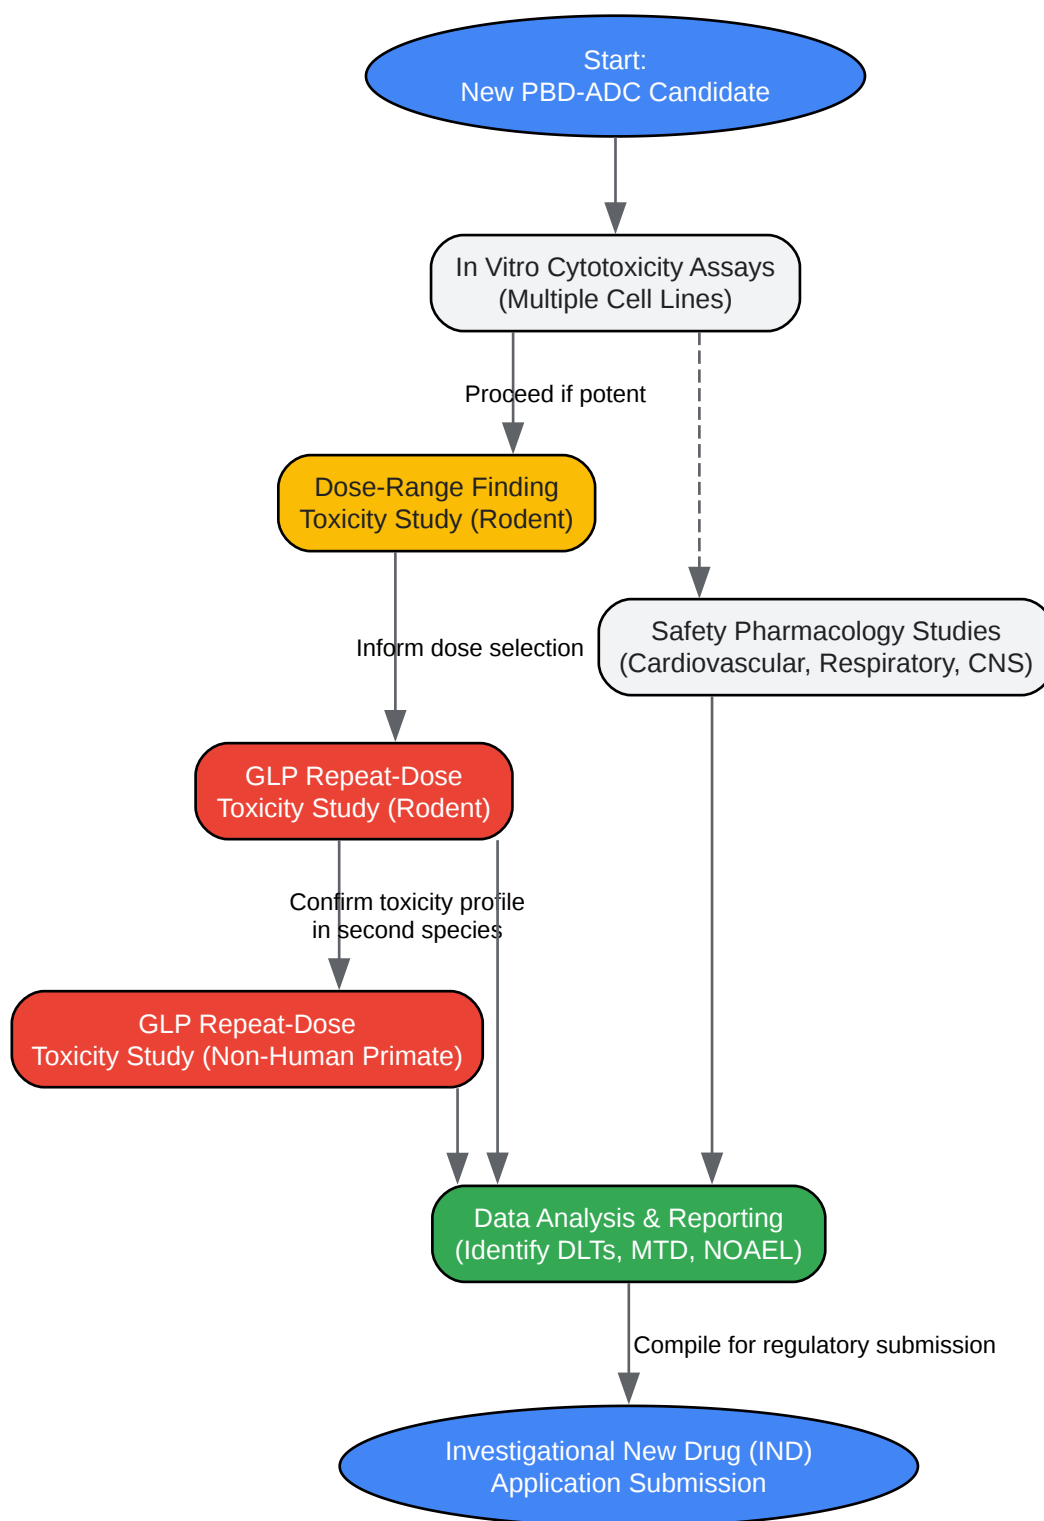 Start:
New PBD-ADC Candidate
In Vitro Cytotoxicity Assays
(Multiple Cell Lines)
Proceed if potent
Dose-Range Finding
Toxicity Study (Rodent)
Safety Pharmacology Studies
(Cardiovascular, Respiratory, CNS)
Inform dose selection
GLP Repeat-Dose
Toxicity Study (Rodent)
Confirm toxicity profile
in second species
GLP Repeat-Dose
Toxicity Study (Non-Human Primate)
Data Analysis & Reporting
(Identify DLTs, MTD, NOAEL)
Compile for regulatory submission
Investigational New Drug (IND)
Application Submission